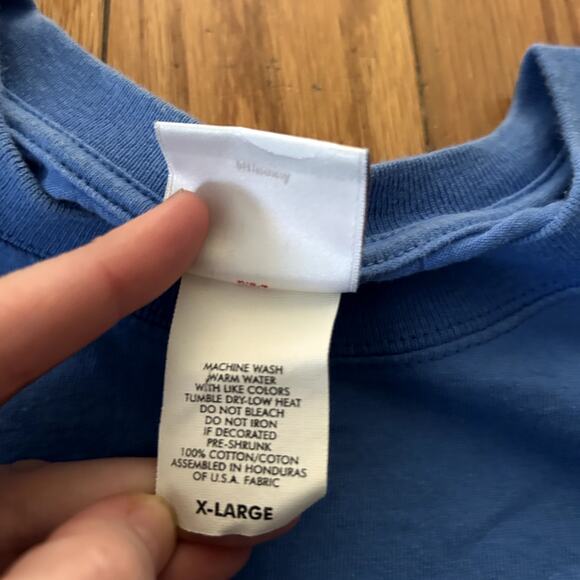 MACHINE WASH
WARM WATER
WITH LIKE COLORS
TUMBLE DRY-LOW HEAT
DO NOT BLEACH
DO NOT IRON
IF DECORATED
PRE-SHRUNK
100% COTTON/COTON
ASSEMBLED IN HONDURAS
OF U.S.A. FABRIC
X-LARGE